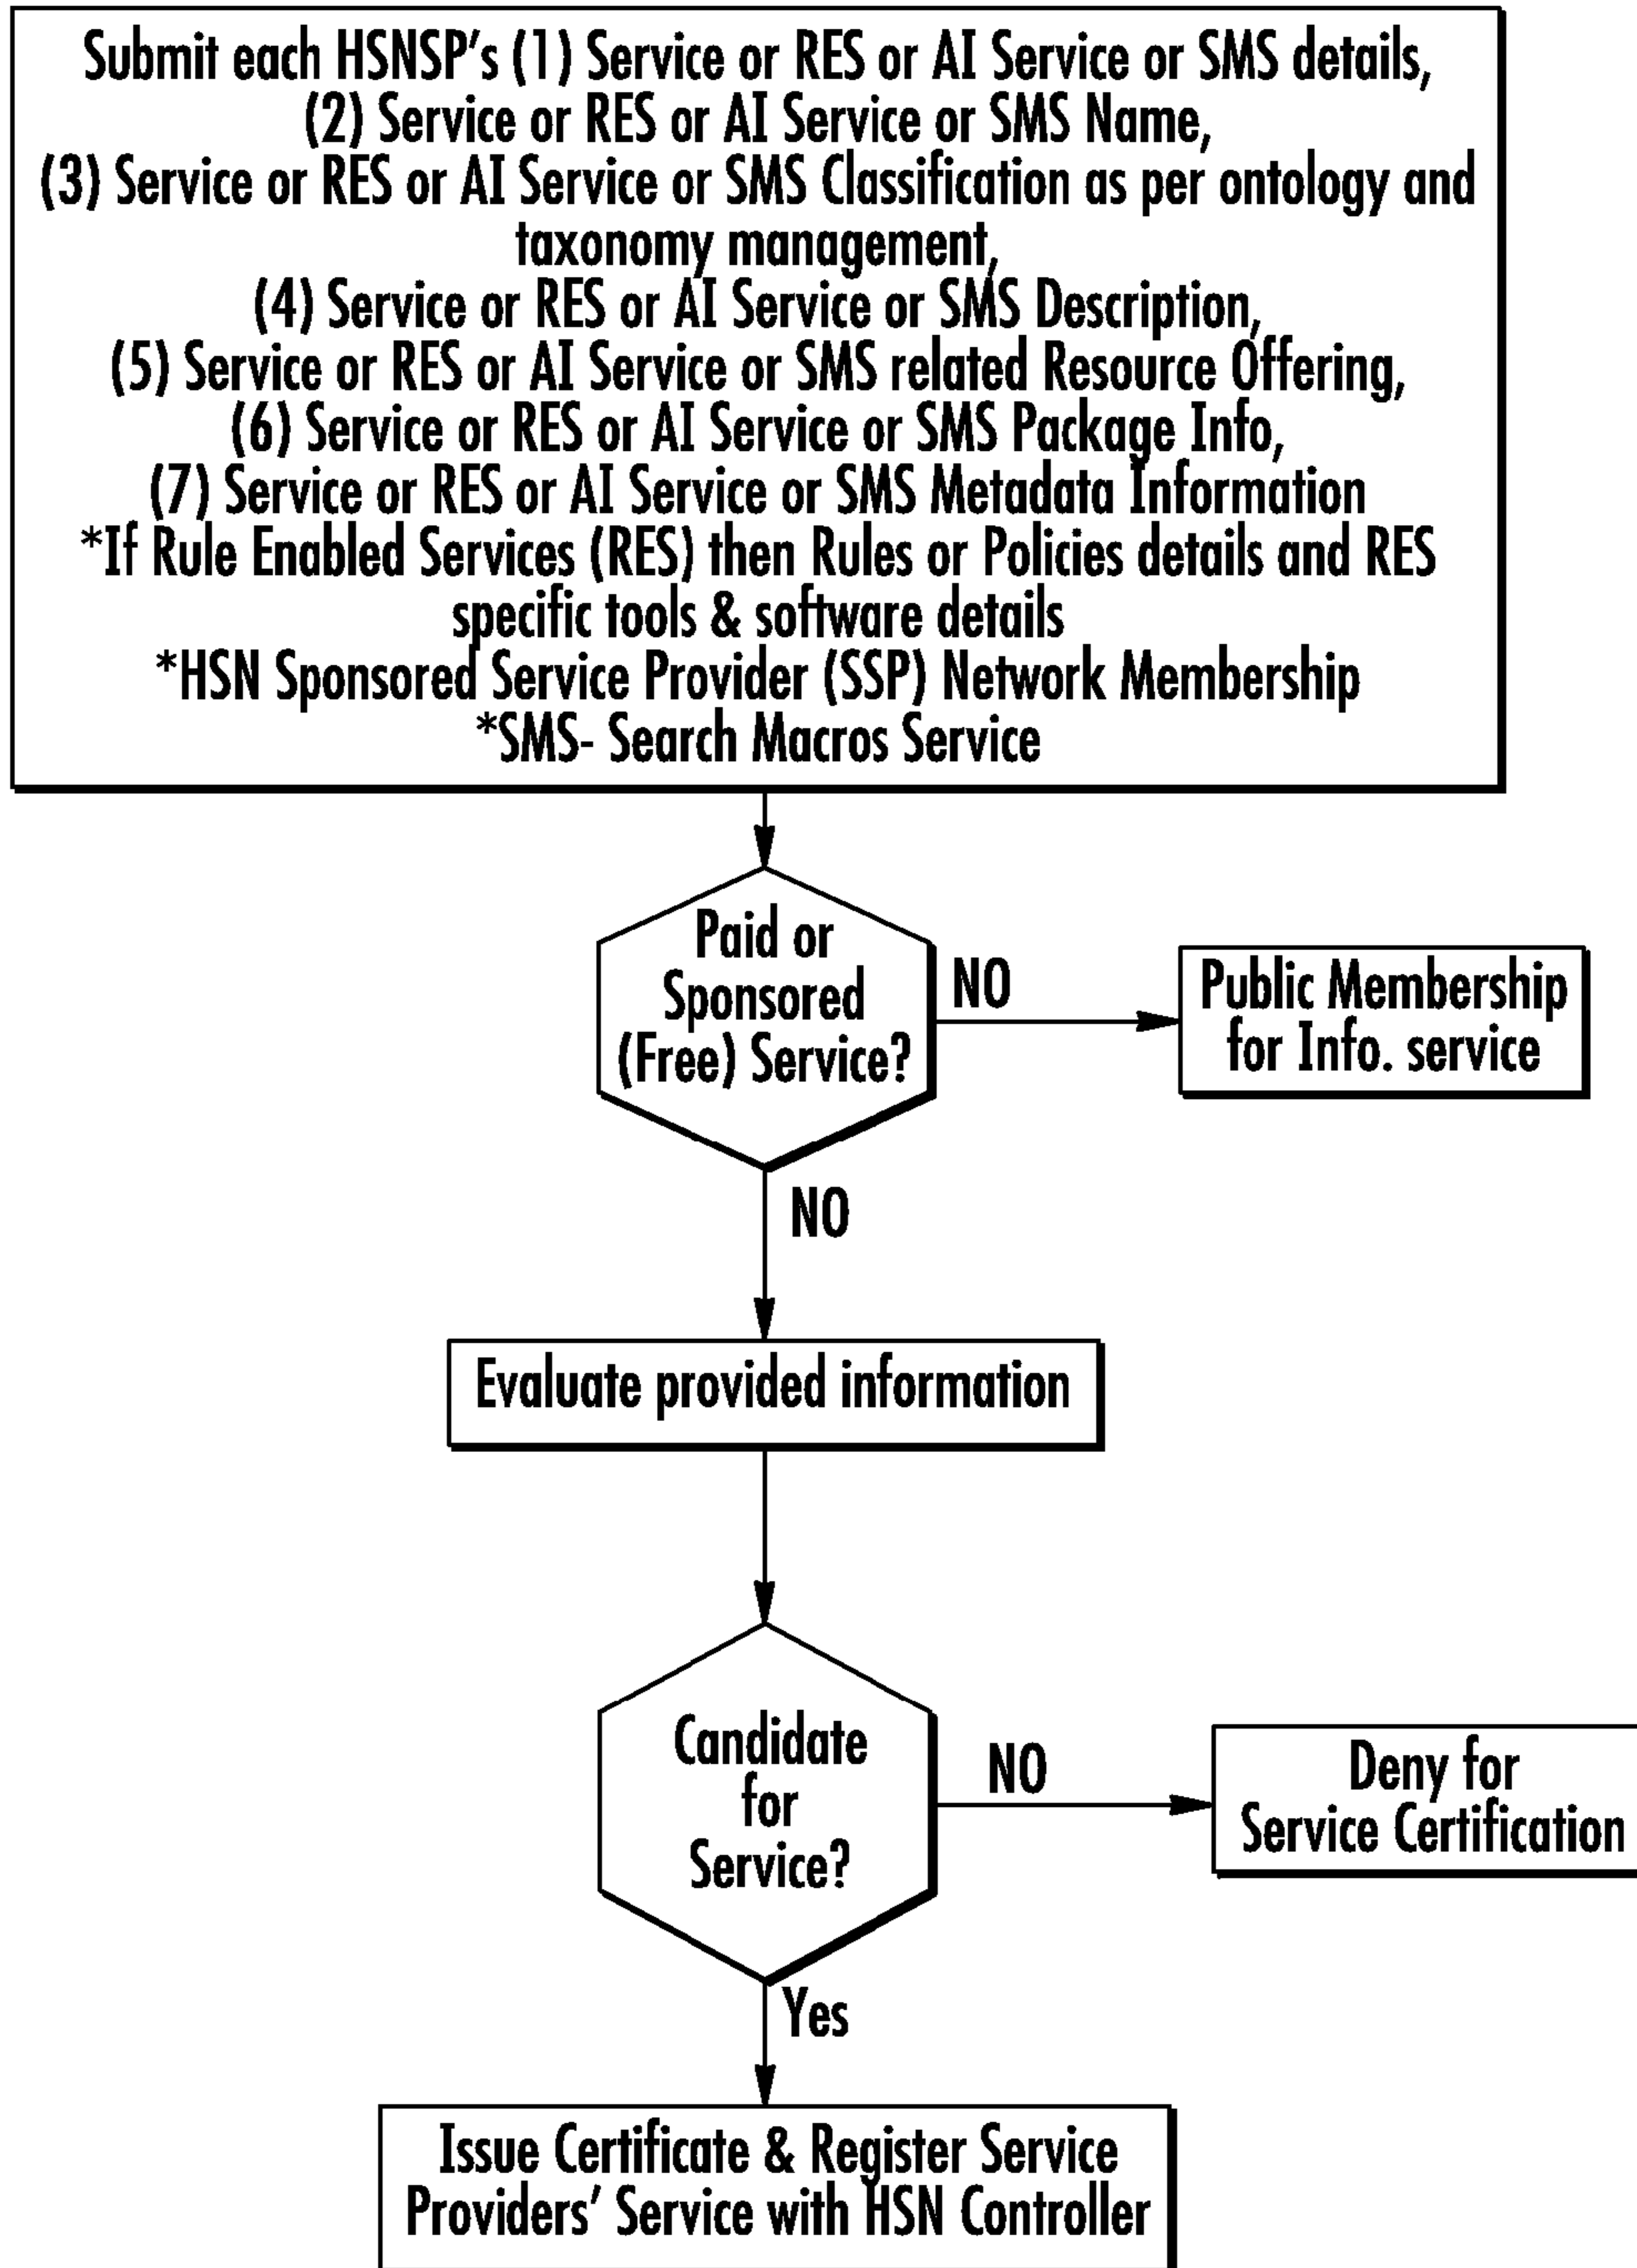 Submit each HSNSP's (1) Service or RES or AI Service or SMS details,
(2) Service or RES or AI Service or SMS Name,
(3) Service or RES or AI Service or SMS Classification as per ontology and
taxonomy management,
(4) Service or RES or AI Service or SMS Description,
(5) Service or RES or AI Service or SMS related Resource Offering,
(6) Service or RES or AI Service or SMS Package Info,
(7) Service or RES or AI Service or SMS Metadata Information
*If Rule Enabled Services (RES) then Rules or Policies details and RES
specific tools & software details
*HSN Sponsored Service Provider (SSP) Network Membership
*SMS- Search Macros Service
Paid or
Sponsored
(Free) Service?
NO
Public Membership
for Info. service
NO
Evaluate provided information
Candidate
for
Service?
NO
Deny for
Service Certification
Yes
Issue Certificate & Register Service
Providers' Service with HSN Controller